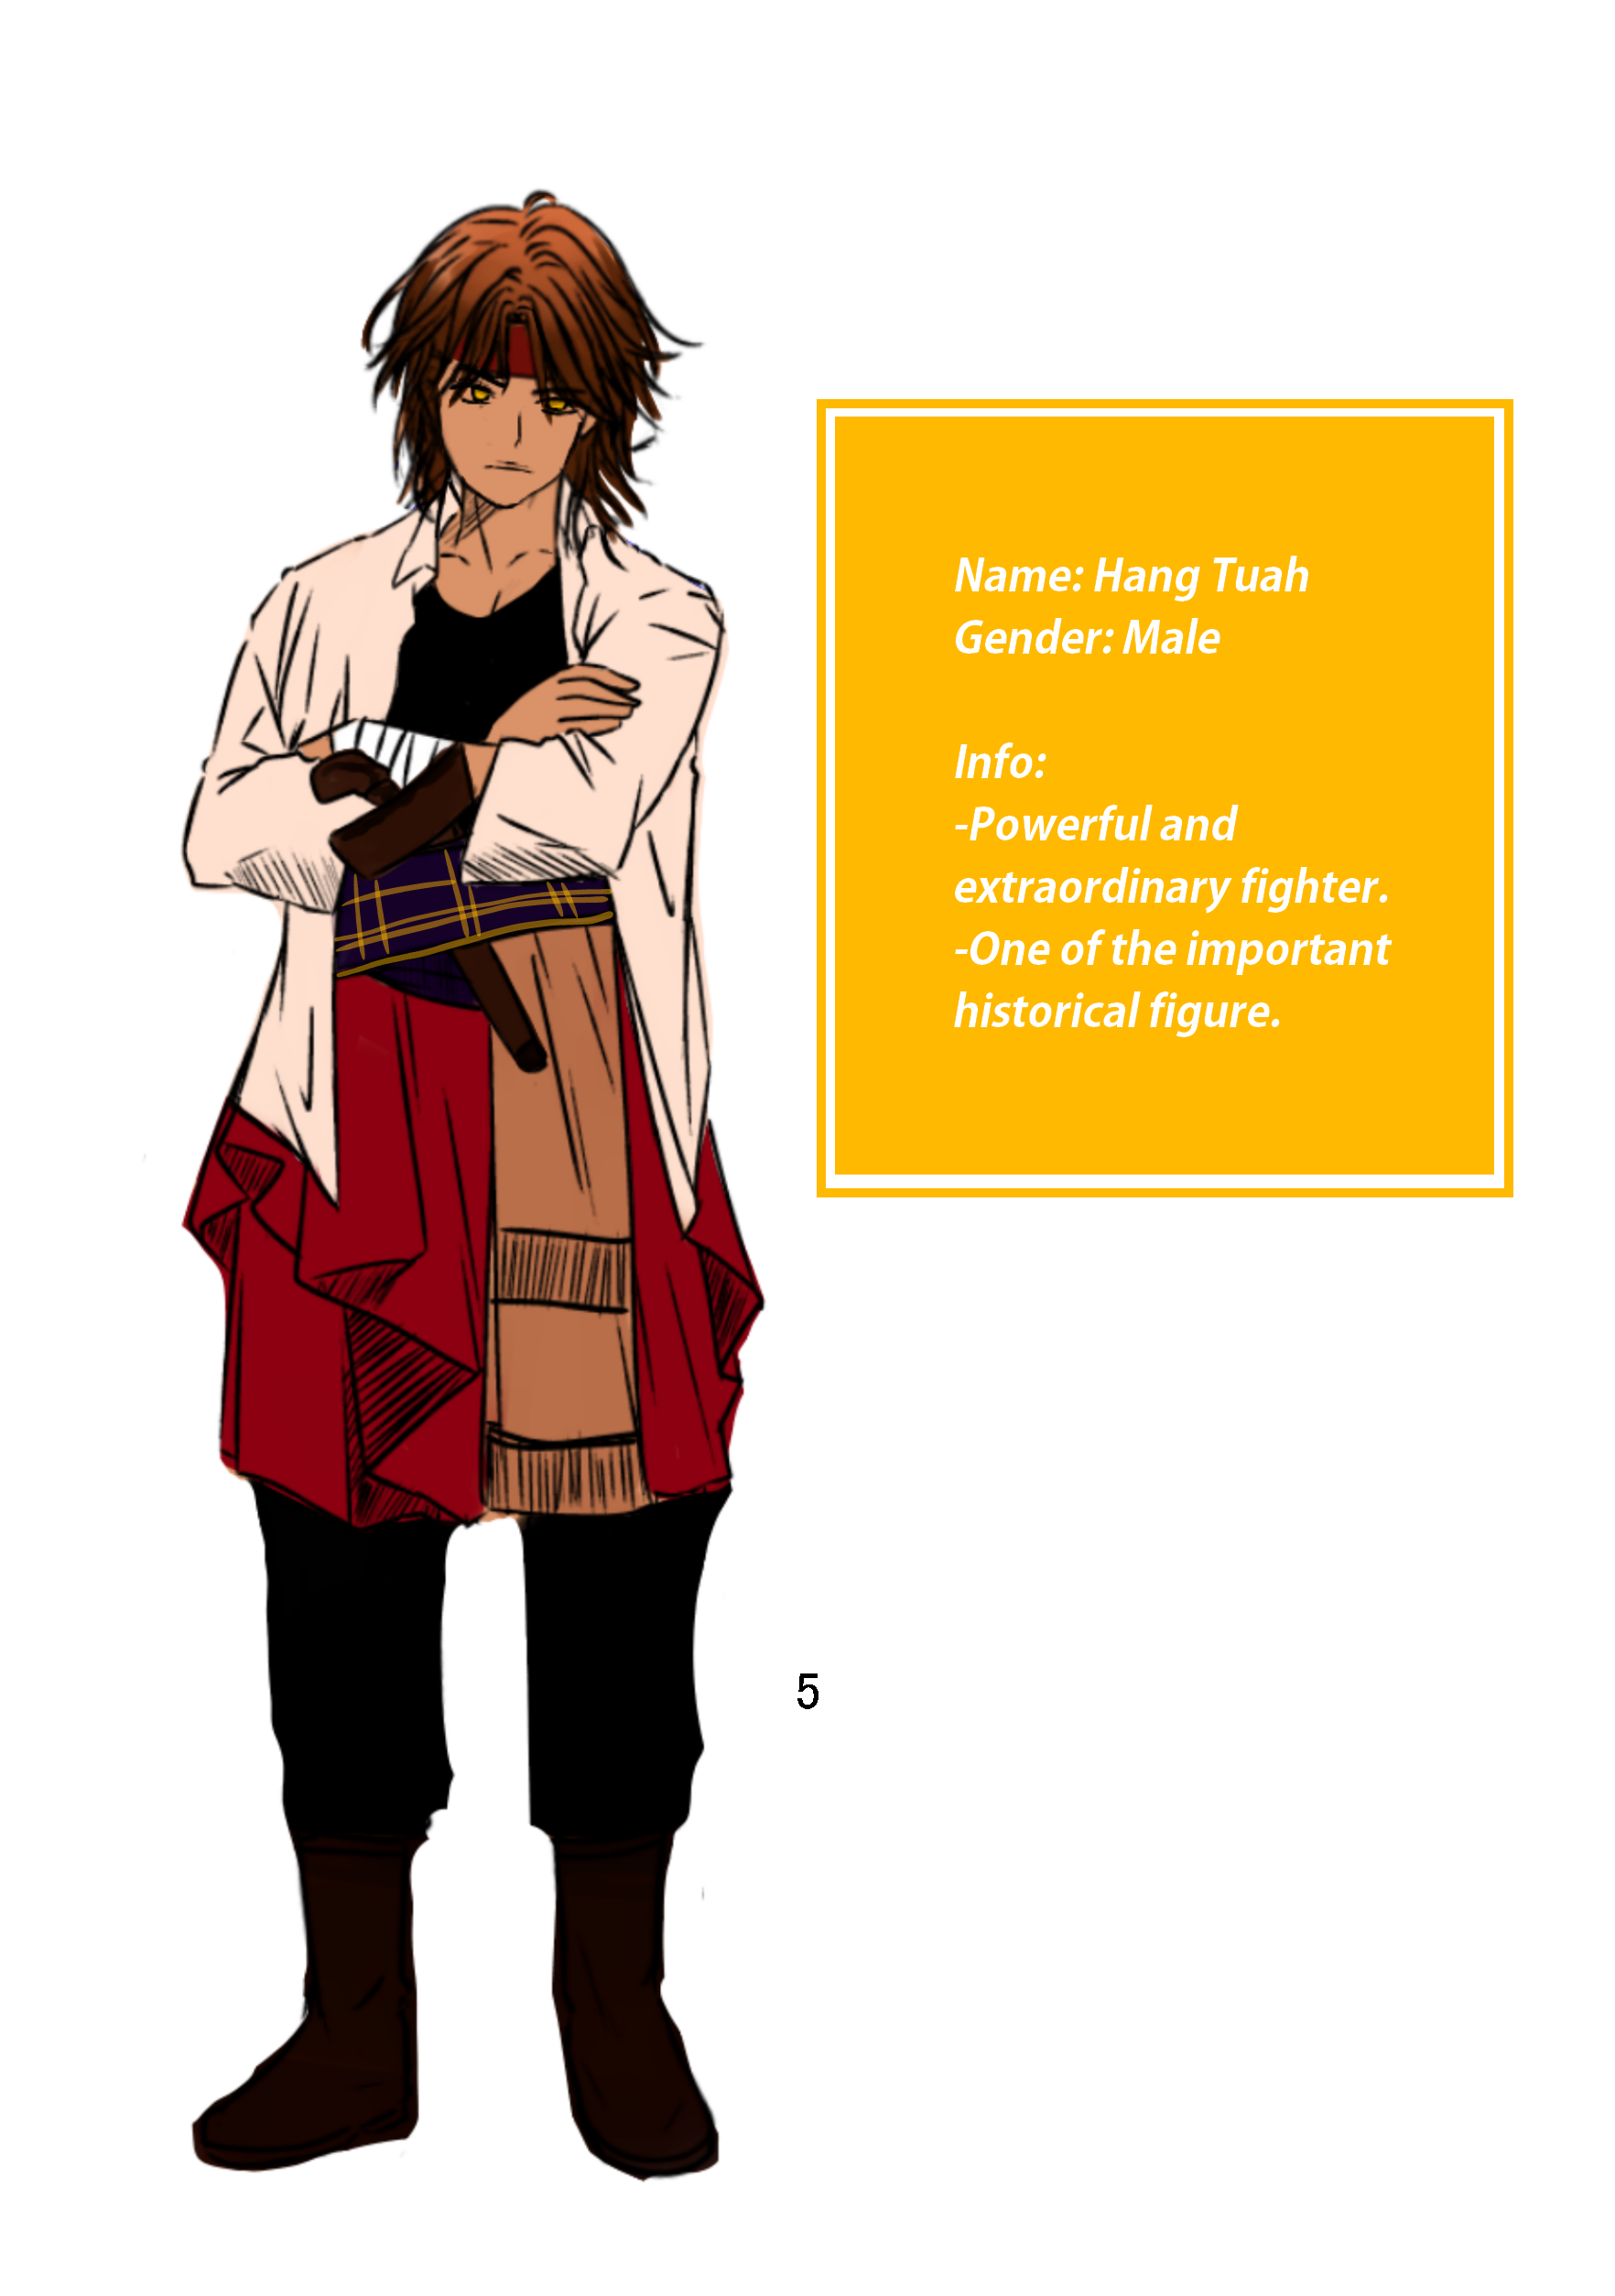 Name: Hang Tuah
Gender: Male
Info:
-Powerful and
extraordinary fighter.
-One of the important
historical figure.
5